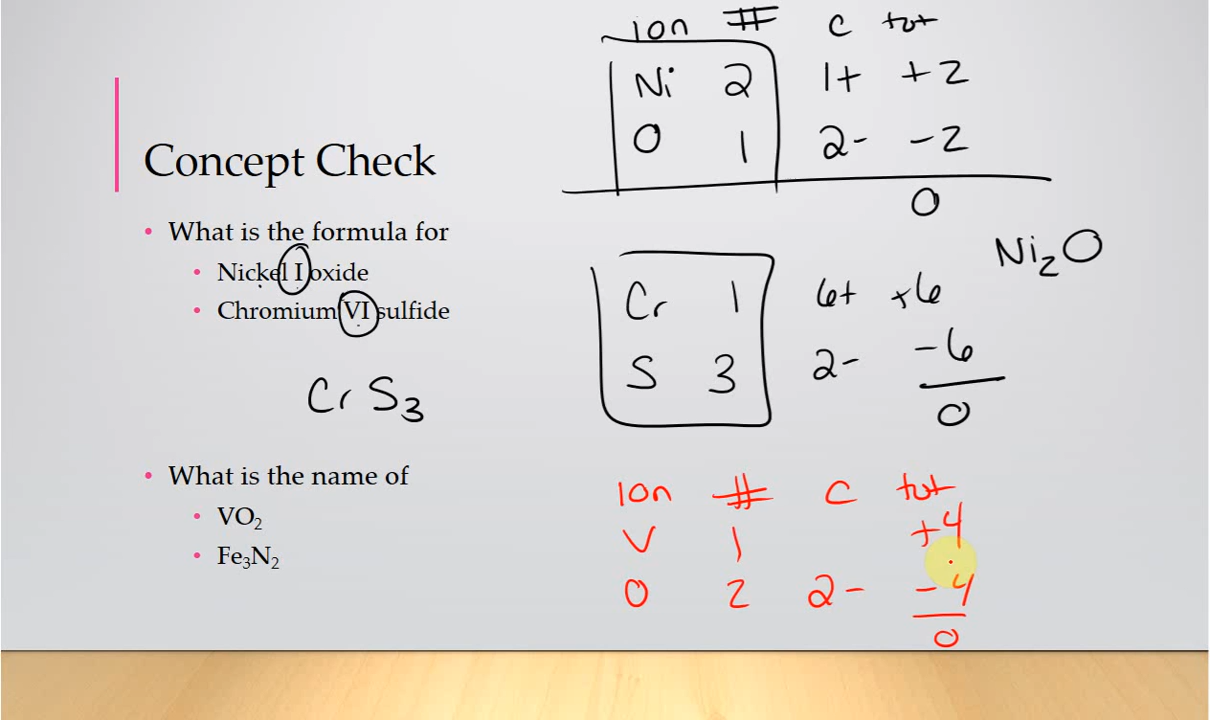 Concept Check
• What is the formula for
• Nickel I oxide
• Chromium VI sulfide
Cr S₃
• What is the name of
• VO₂
• Fe₃N₂
ion # C tot
Ni 2 1+ +2
O 1 2- -2
0
Ni₂O
Cr 1 6+ +6
S 3 2- -6
0
Ion # C tot
V 1 +4
O 2 2- -4
0